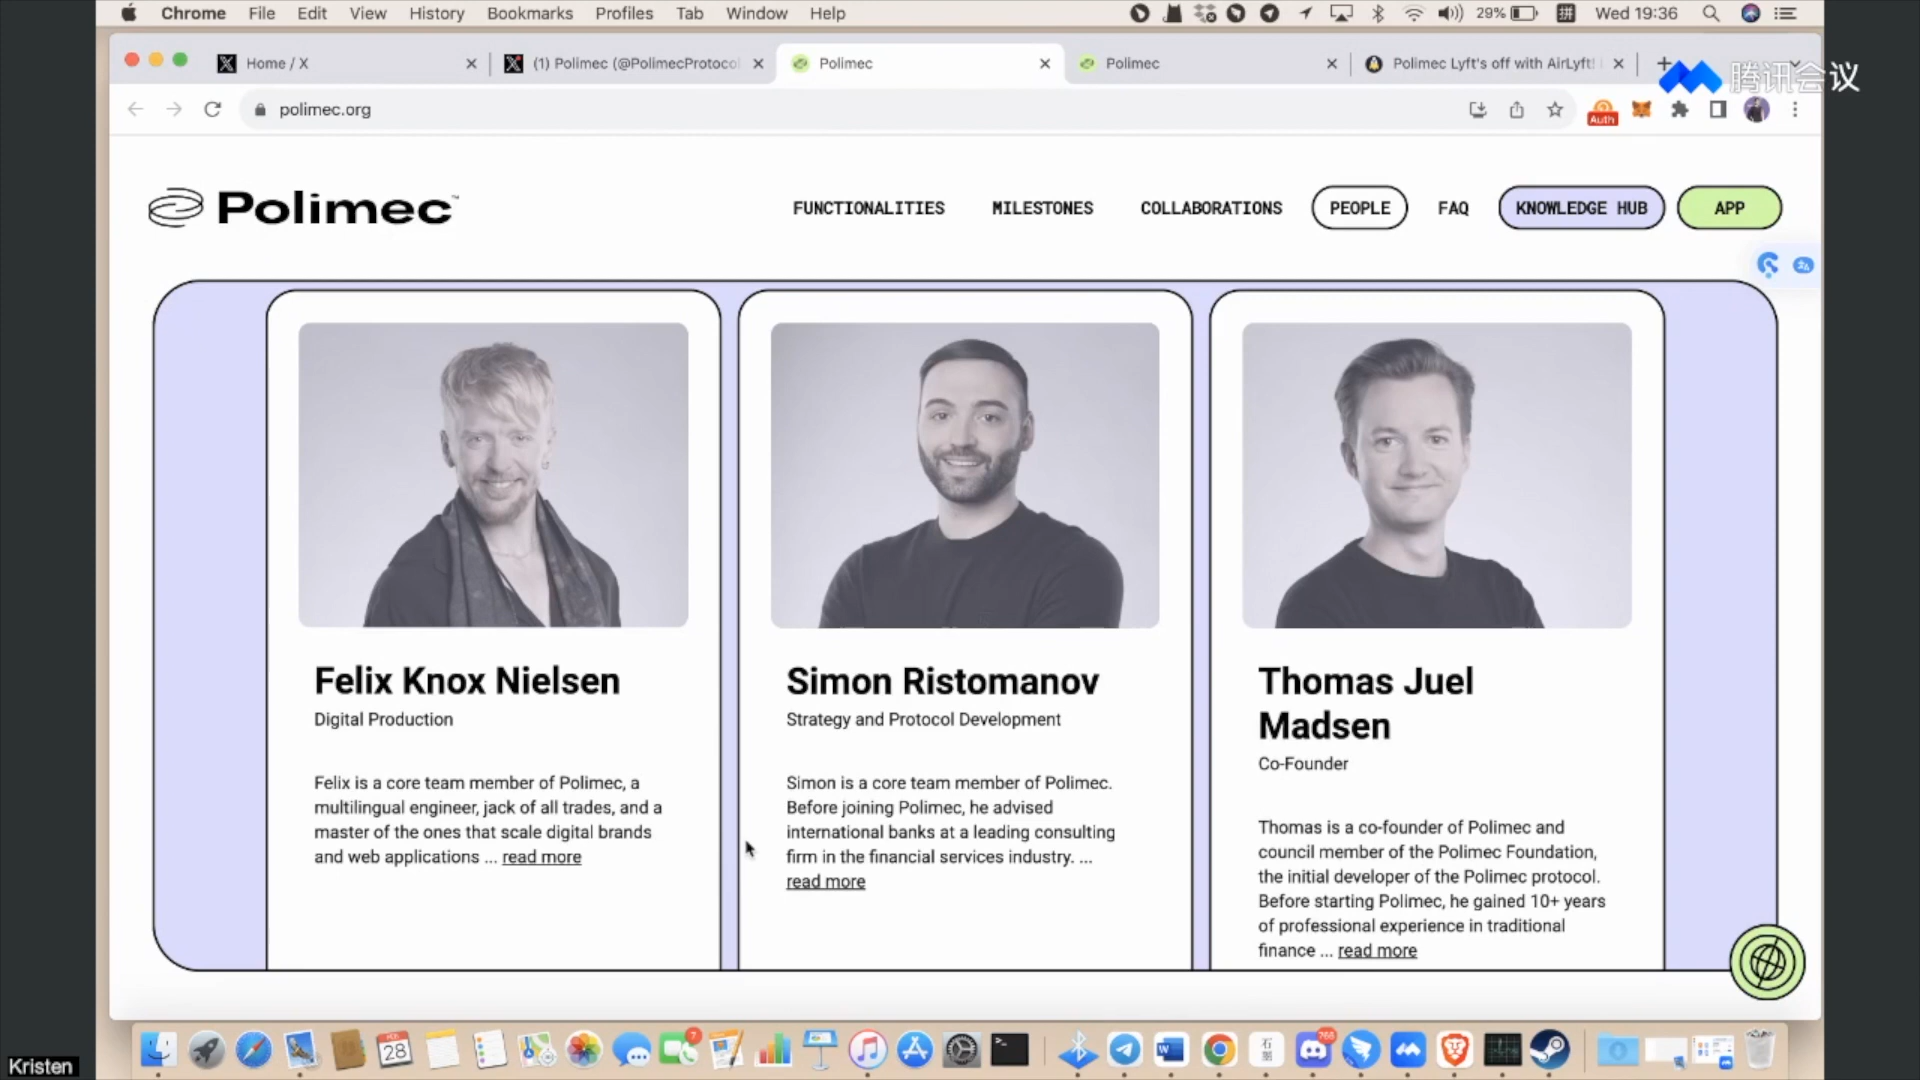 Chrome File Edit View History Bookmarks Profiles Tab Window Help 29% 拼 Wed 19:36
Home / X
(1) Polimec (@PolimecProtocol
Polimec
Polimec
Polimec Lyft's off with AirLyft!
腾讯会议
polimec.org
Auth
Polimec™
FUNCTIONALITIES MILESTONES COLLABORATIONS PEOPLE FAQ KNOWLEDGE HUB APP
Felix Knox Nielsen
Digital Production
Felix is a core team member of Polimec, a
multilingual engineer, jack of all trades, and a
master of the ones that scale digital brands
and web applications ... read more
Simon Ristomanov
Strategy and Protocol Development
Simon is a core team member of Polimec.
Before joining Polimec, he advised
international banks at a leading consulting
firm in the financial services industry. ...
read more
Thomas Juel
Madsen
Co-Founder
Thomas is a co-founder of Polimec and
council member of the Polimec Foundation,
the initial developer of the Polimec protocol.
Before starting Polimec, he gained 10+ years
of professional experience in traditional
finance ... read more
28
7
766
Kristen